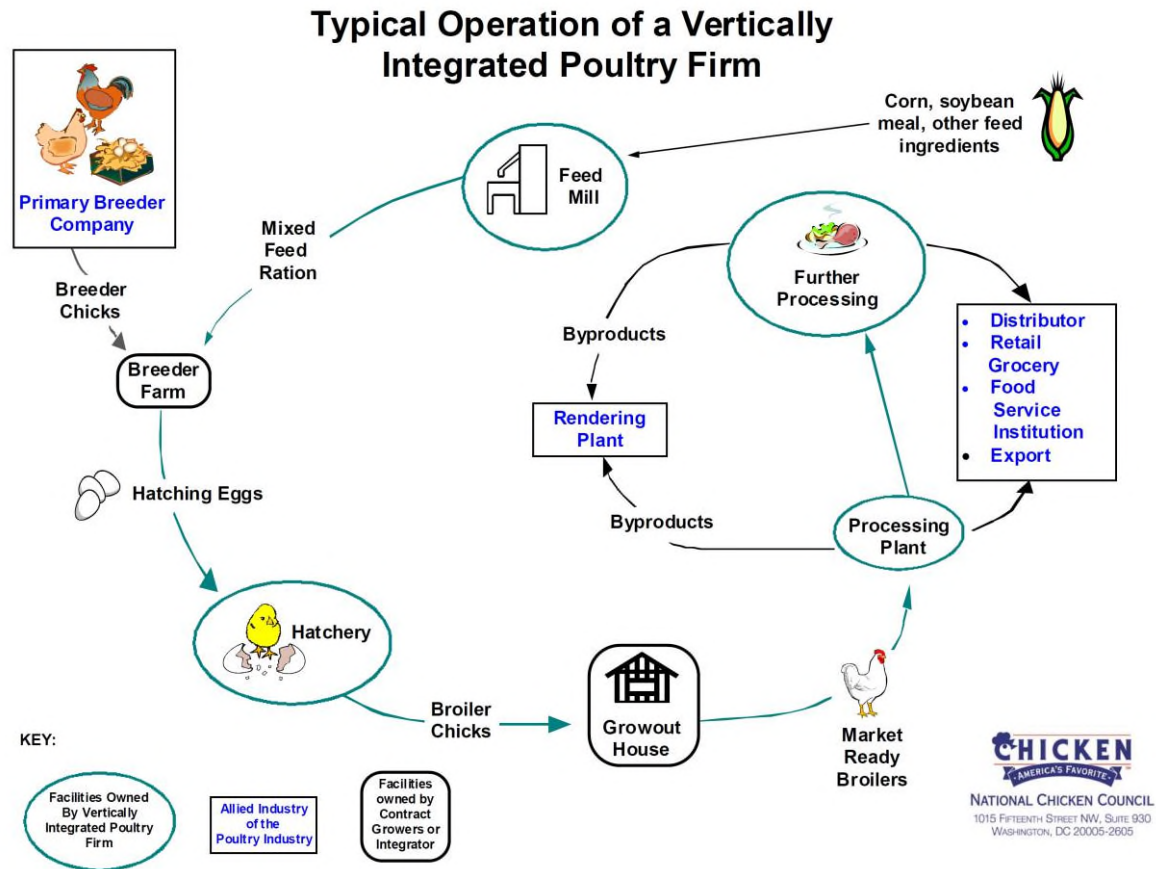 Typical Operation of a Vertically
Integrated Poultry Firm
Primary Breeder
Company
Breeder
Chicks
Breeder
Farm
Mixed
Feed
Ration
Feed
Mill
Corn, soybean
meal, other feed
ingredients
Further
Processing
Byproducts
Rendering
Plant
Byproducts
• Distributor
• Retail
Grocery
• Food
Service
Institution
• Export
Processing
Plant
Hatching Eggs
Hatchery
Broiler
Chicks
Growout
House
Market
Ready
Broilers
KEY:
Facilities Owned
By Vertically
Integrated Poultry
Firm
Allied Industry
of the
Poultry Industry
Facilities
owned by
Contract
Growers or
Integrator
CHICKEN
AMERICA'S FAVORITE
NATIONAL CHICKEN COUNCIL
1015 FIFTEENTH STREET NW, SUITE 930
WASHINGTON, DC 20005-2605